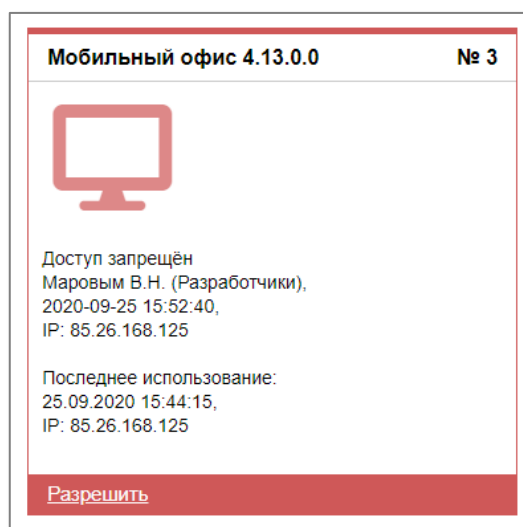 Мобильный офис 4.13.0.0 № 3
Доступ запрещён
Маровым В.Н. (Разработчики),
2020-09-25 15:52:40,
IP: 85.26.168.125
Последнее использование:
25.09.2020 15:44:15,
IP: 85.26.168.125
Разрешить